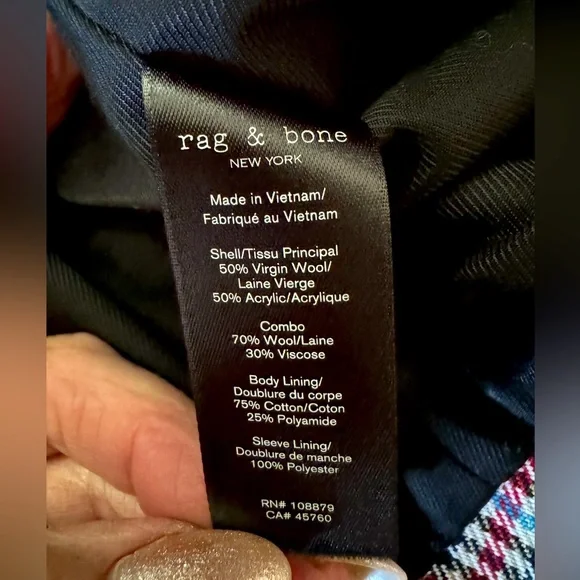 rag & bone
NEW YORK
Made in Vietnam/
Fabriqué au Vietnam
Shell/Tissu Principal
50% Virgin Wool/
Laine Vierge
50% Acrylic/Acrylique
Combo
70% Wool/Laine
30% Viscose
Body Lining/
Doublure du corps
75% Cotton/Coton
25% Polyamide
Sleeve Lining/
Doublure de manche
100% Polyester
RN# 108879
CA# 45760